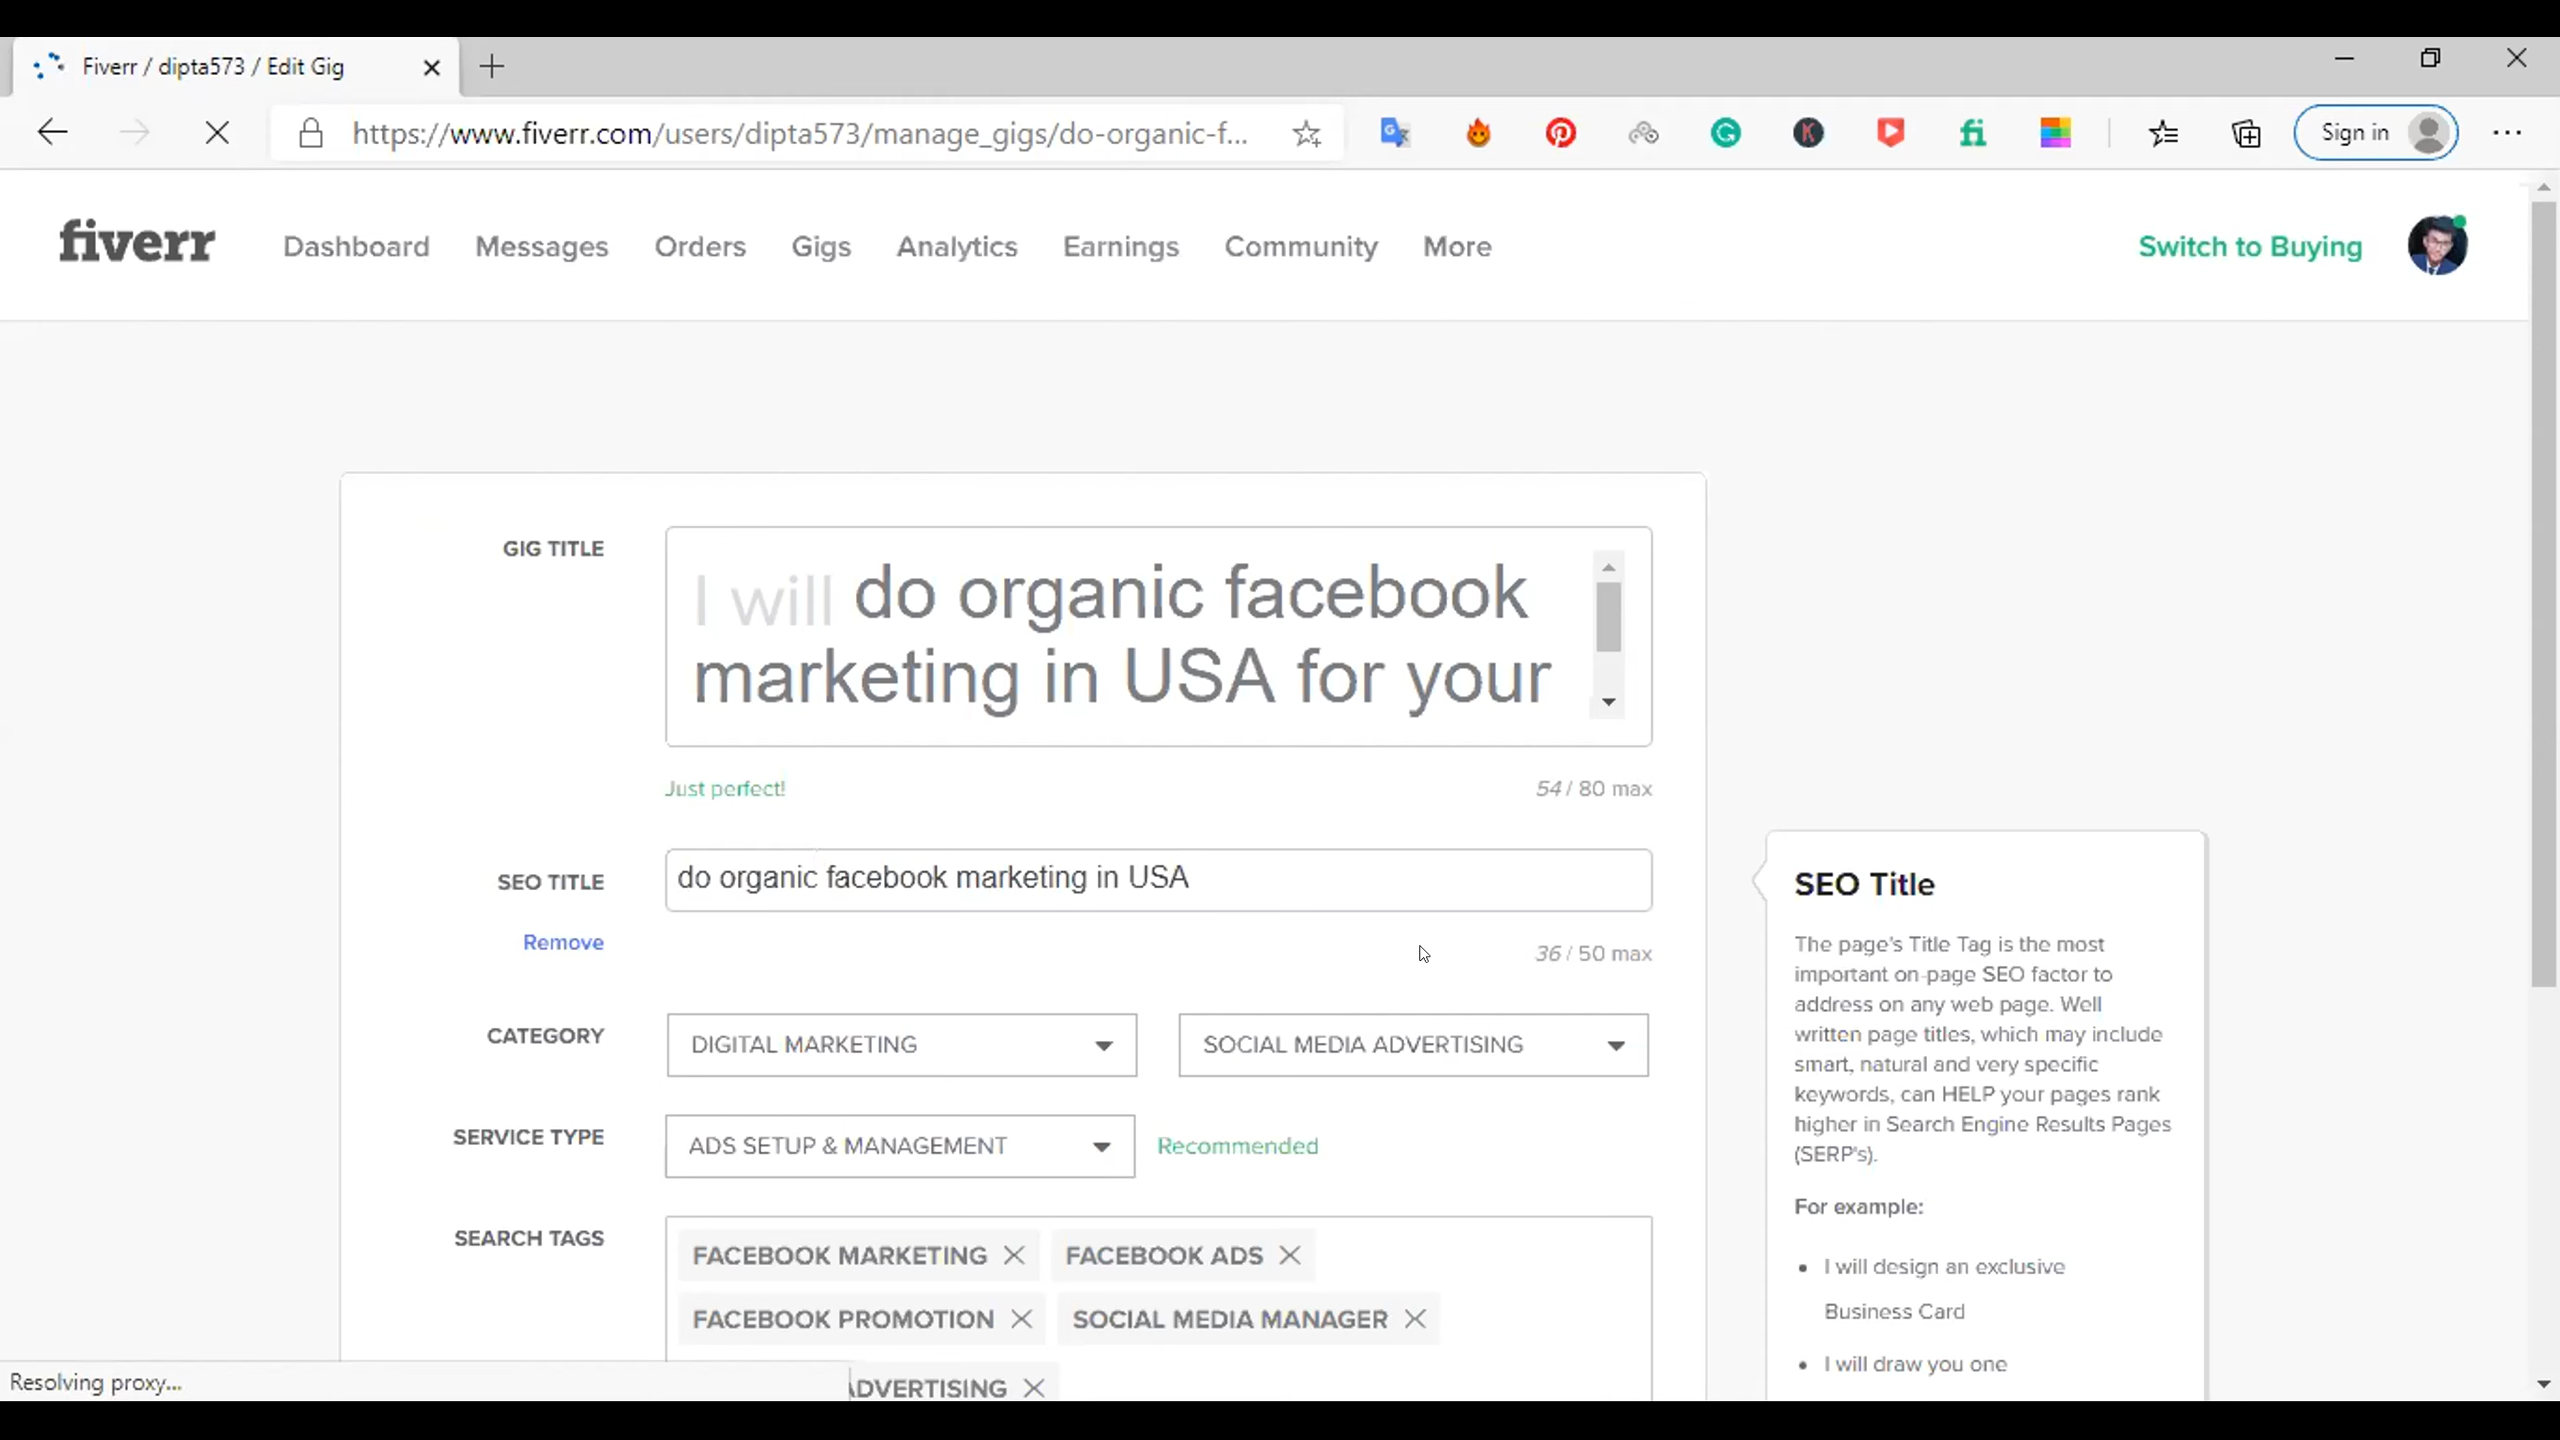 Fiverr / dipta573 / Edit Gig
https://www.fiverr.com/users/dipta573/manage_gigs/do-organic-f...
Sign in
fiverr
Dashboard
Messages
Orders
Gigs
Analytics
Earnings
Community
More
Switch to Buying
GIG TITLE
I will do organic facebook
marketing in USA for your
Just perfect!
54 / 80 max
SEO TITLE
do organic facebook marketing in USA
Remove
36 / 50 max
CATEGORY
DIGITAL MARKETING
SOCIAL MEDIA ADVERTISING
SERVICE TYPE
ADS SETUP & MANAGEMENT
Recommended
SEARCH TAGS
FACEBOOK MARKETING
FACEBOOK ADS
FACEBOOK PROMOTION
SOCIAL MEDIA MANAGER
ADVERTISING
SEO Title
The page's Title Tag is the most
important on-page SEO factor to
address on any web page. Well
written page titles, which may include
smart, natural and very specific
keywords, can HELP your pages rank
higher in Search Engine Results Pages
(SERP's).
For example:
• I will design an exclusive
Business Card
• I will draw you one
Resolving proxy...